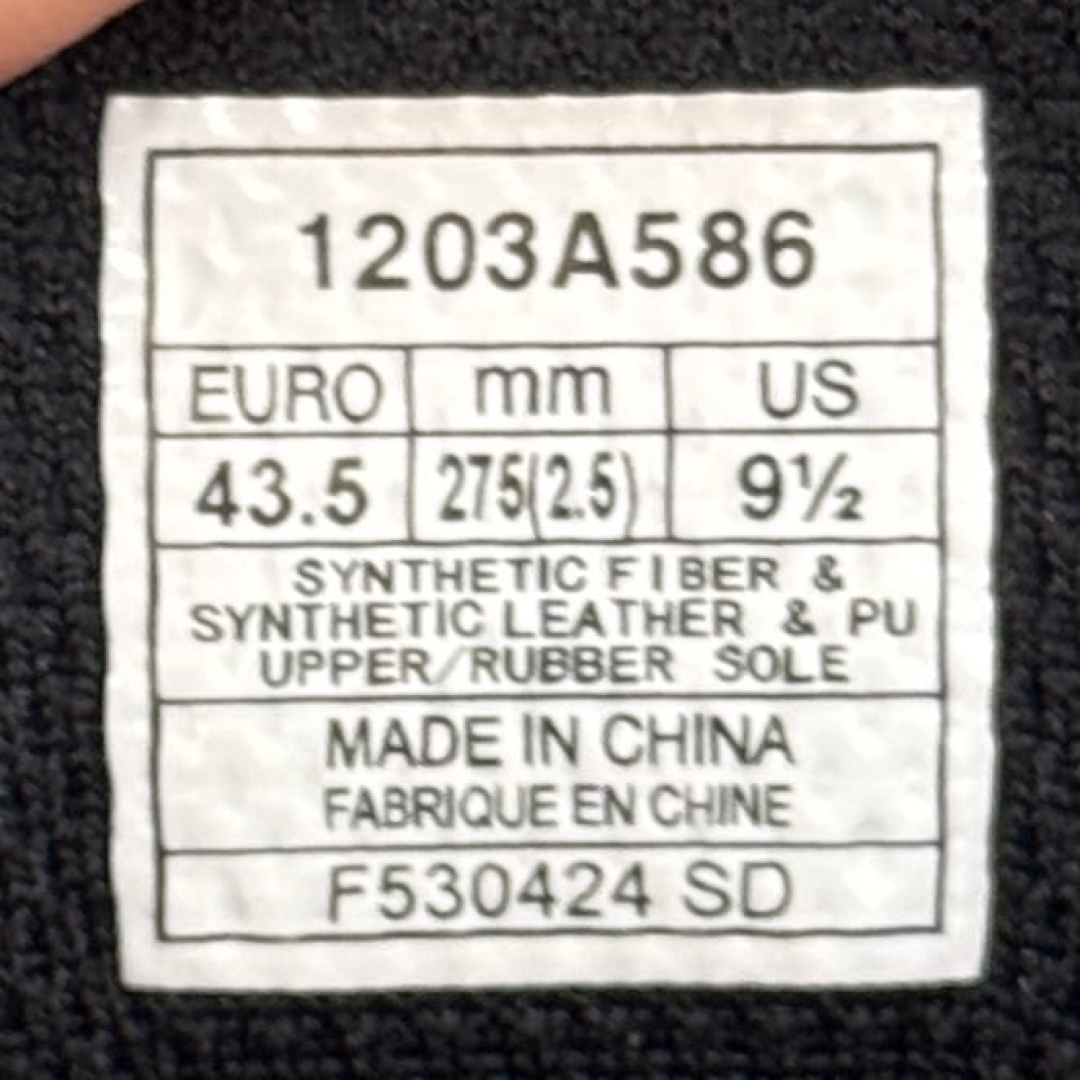 1203A586
EURO mm US
43.5 275(2.5) 9½
SYNTHETIC FIBER &
SYNTHETIC LEATHER & PU
UPPER/RUBBER SOLE
MADE IN CHINA
FABRIQUE EN CHINE
F530424 SD